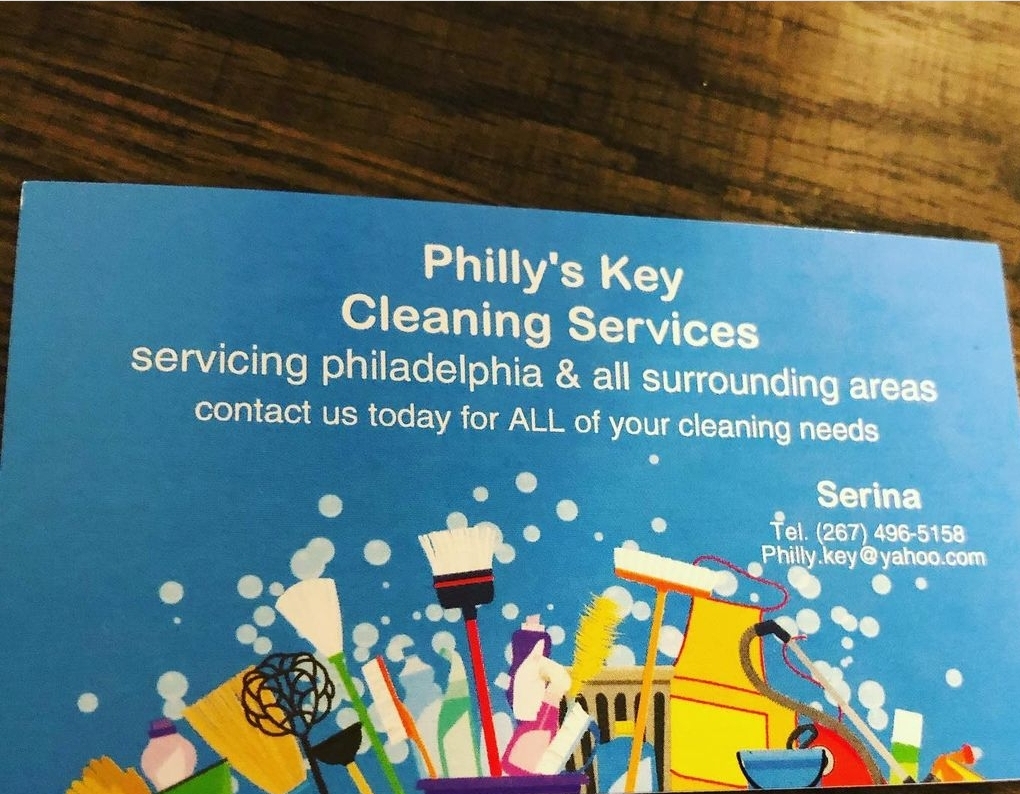 Philly's Key
Cleaning Services
servicing philadelphia & all surrounding areas
contact us today for ALL of your cleaning needs
Serina
Tel. (267) 496-5158
Philly.key@yahoo.com